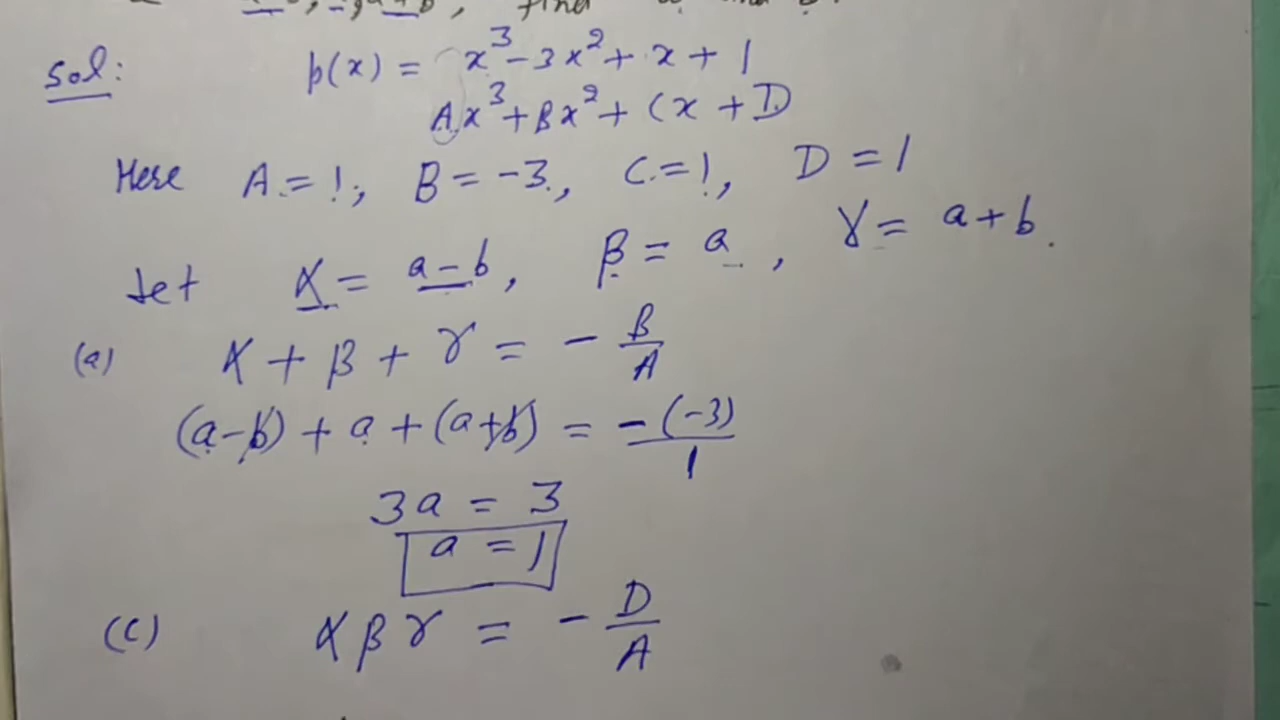 find
Sol:
p(x) = x³ - 3x² + x + 1
Ax³ + Bx² + Cx + D
Here A = 1, B = -3, C = 1, D = 1
Let α = a - b, β = a, γ = a + b.
(a) α + β + γ = - B/A
(a - b) + a + (a + b) = -(-3)/1
3a = 3
a = 1
(C) αβγ = - D/A